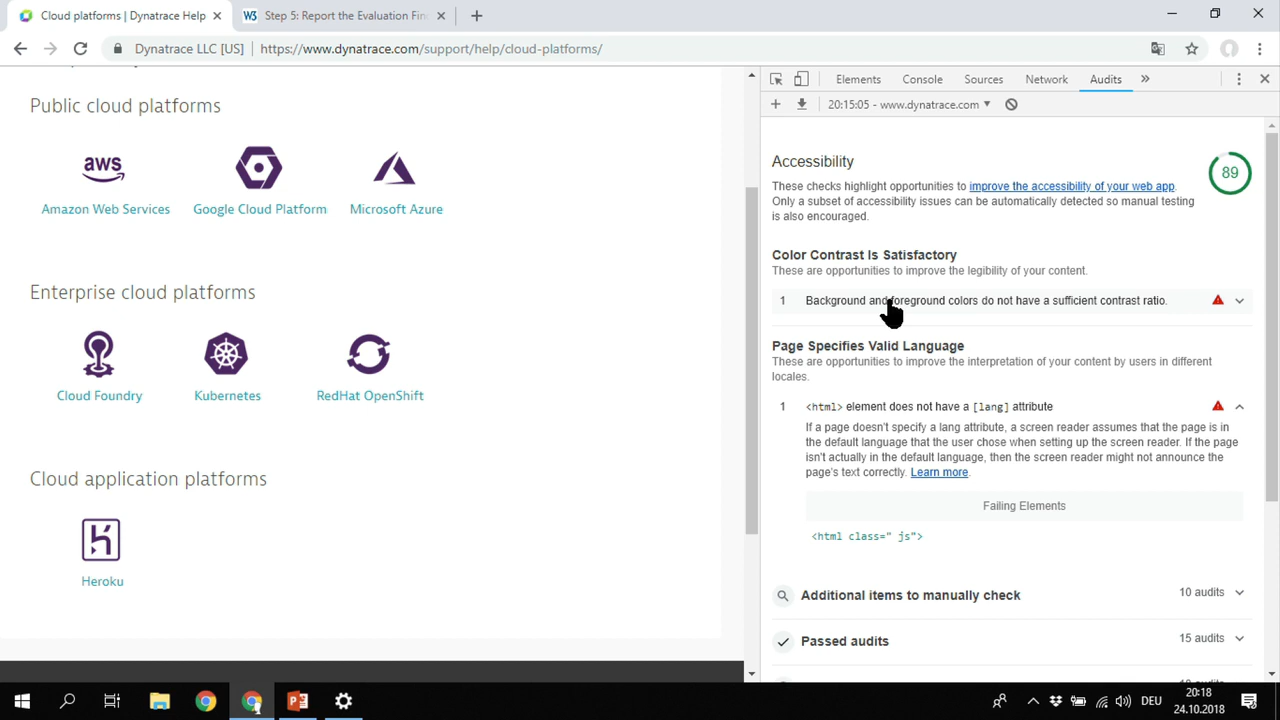 Cloud platforms | Dynatrace Help
W3 Step 5: Report the Evaluation Fin
Dynatrace LLC [US] | https://www.dynatrace.com/support/help/cloud-platforms/
Public cloud platforms
aws
Amazon Web Services
Google Cloud Platform
Microsoft Azure
Enterprise cloud platforms
Cloud Foundry
Kubernetes
RedHat OpenShift
Cloud application platforms
Heroku
Elements Console Sources Network Audits »
20:15:05 - www.dynatrace.com
Accessibility
89
These checks highlight opportunities to improve the accessibility of your web app.
Only a subset of accessibility issues can be automatically detected so manual testing
is also encouraged.
Color Contrast Is Satisfactory
These are opportunities to improve the legibility of your content.
1 Background and foreground colors do not have a sufficient contrast ratio.
Page Specifies Valid Language
These are opportunities to improve the interpretation of your content by users in different
locales.
1 <html> element does not have a [lang] attribute
If a page doesn't specify a lang attribute, a screen reader assumes that the page is in
the default language that the user chose when setting up the screen reader. If the page
isn't actually in the default language, then the screen reader might not announce the
page's text correctly. Learn more.
Failing Elements
<html class=" js">
Additional items to manually check 10 audits
Passed audits 15 audits
DEU
20:18
24.10.2018